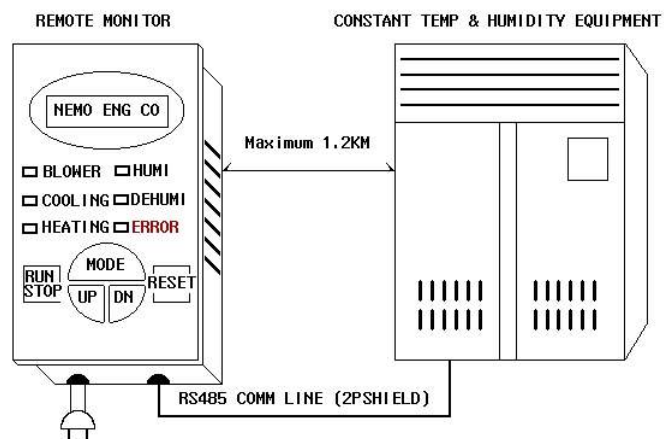 REMOTE MONITOR
CONSTANT TEMP & HUMIDITY EQUIPMENT
NEMO ENG CO
Maximum 1.2KM
BLOWER HUMI
COOLING DEHUMI
HEATING ERROR
MODE
RUN
STOP
UP DN
RESET
RS485 COMM LINE (2PSHIELD)